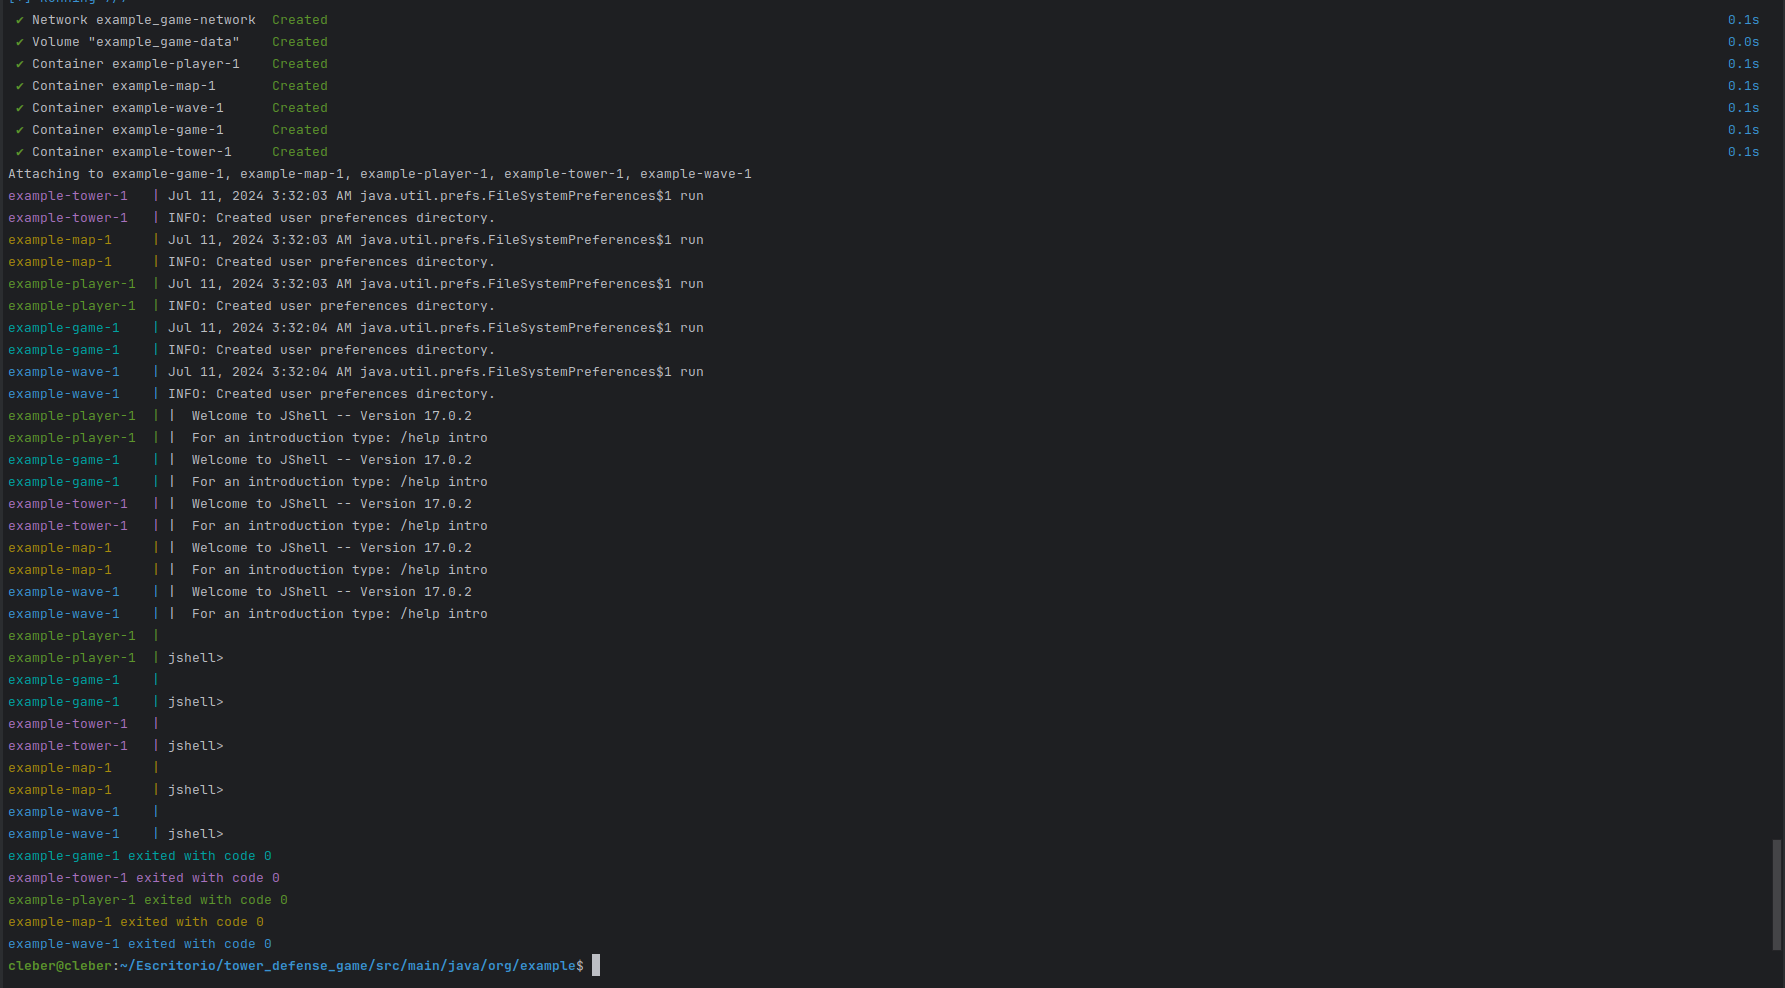 ✔ Network example_game-network Created 0.1s
✔ Volume "example_game-data" Created 0.0s
✔ Container example-player-1 Created 0.1s
✔ Container example-map-1 Created 0.1s
✔ Container example-wave-1 Created 0.1s
✔ Container example-game-1 Created 0.1s
✔ Container example-tower-1 Created 0.1s
Attaching to example-game-1, example-map-1, example-player-1, example-tower-1, example-wave-1
example-tower-1 | Jul 11, 2024 3:32:03 AM java.util.prefs.FileSystemPreferences$1 run
example-tower-1 | INFO: Created user preferences directory.
example-map-1 | Jul 11, 2024 3:32:03 AM java.util.prefs.FileSystemPreferences$1 run
example-map-1 | INFO: Created user preferences directory.
example-player-1 | Jul 11, 2024 3:32:03 AM java.util.prefs.FileSystemPreferences$1 run
example-player-1 | INFO: Created user preferences directory.
example-game-1 | Jul 11, 2024 3:32:04 AM java.util.prefs.FileSystemPreferences$1 run
example-game-1 | INFO: Created user preferences directory.
example-wave-1 | Jul 11, 2024 3:32:04 AM java.util.prefs.FileSystemPreferences$1 run
example-wave-1 | INFO: Created user preferences directory.
example-player-1 | | Welcome to JShell -- Version 17.0.2
example-player-1 | | For an introduction type: /help intro
example-game-1 | | Welcome to JShell -- Version 17.0.2
example-game-1 | | For an introduction type: /help intro
example-tower-1 | | Welcome to JShell -- Version 17.0.2
example-tower-1 | | For an introduction type: /help intro
example-map-1 | | Welcome to JShell -- Version 17.0.2
example-map-1 | | For an introduction type: /help intro
example-wave-1 | | Welcome to JShell -- Version 17.0.2
example-wave-1 | | For an introduction type: /help intro
example-player-1 |
example-player-1 | jshell>
example-game-1 |
example-game-1 | jshell>
example-tower-1 |
example-tower-1 | jshell>
example-map-1 |
example-map-1 | jshell>
example-wave-1 |
example-wave-1 | jshell>
example-game-1 exited with code 0
example-tower-1 exited with code 0
example-player-1 exited with code 0
example-map-1 exited with code 0
example-wave-1 exited with code 0
cleber@cleber:~/Escritorio/tower_defense_game/src/main/java/org/example$